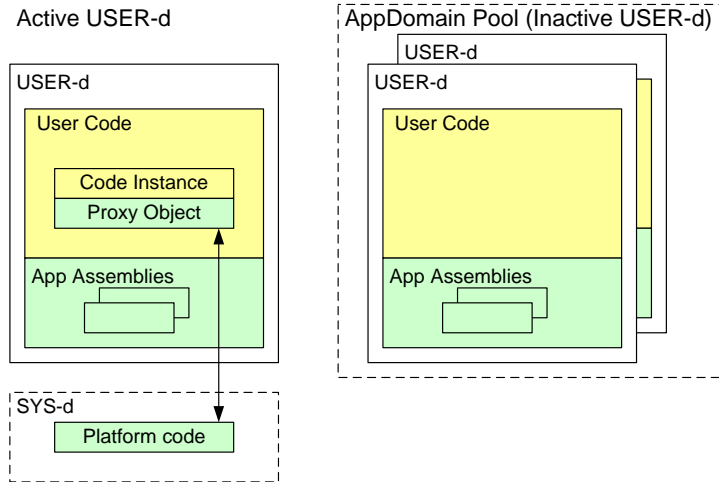 Active USER-d
USER-d
User Code
Code Instance
Proxy Object
App Assemblies
SYS-d
Platform code
AppDomain Pool (Inactive USER-d)
USER-d
USER-d
User Code
App Assemblies